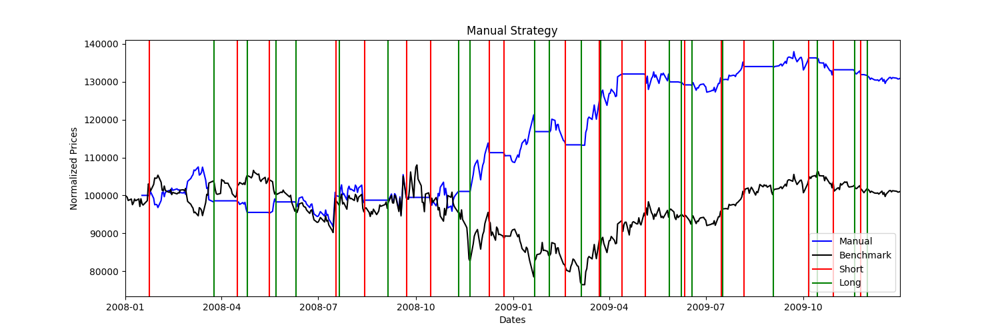 Manual Strategy
Normalized Prices
140000
130000
120000
110000
100000
90000
80000
Manual
Benchmark
Short
Long
2008-01 2008-04 2008-07 2008-10 2009-01 2009-04 2009-07 2009-10
Dates